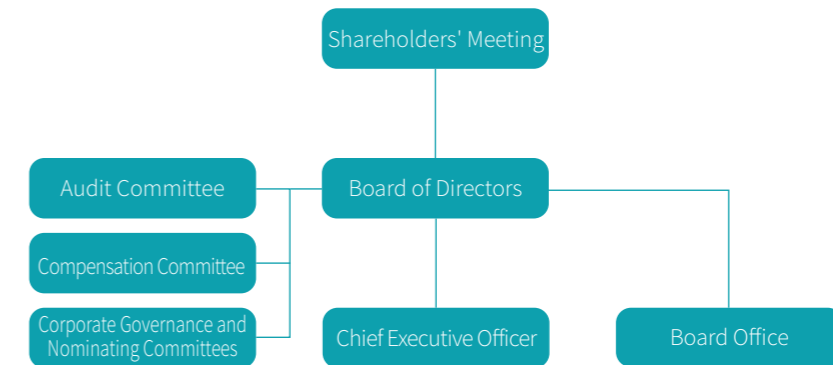 Shareholders' Meeting
Audit Committee
Board of Directors
Compensation Committee
Corporate Governance and
Nominating Committees
Chief Executive Officer
Board Office